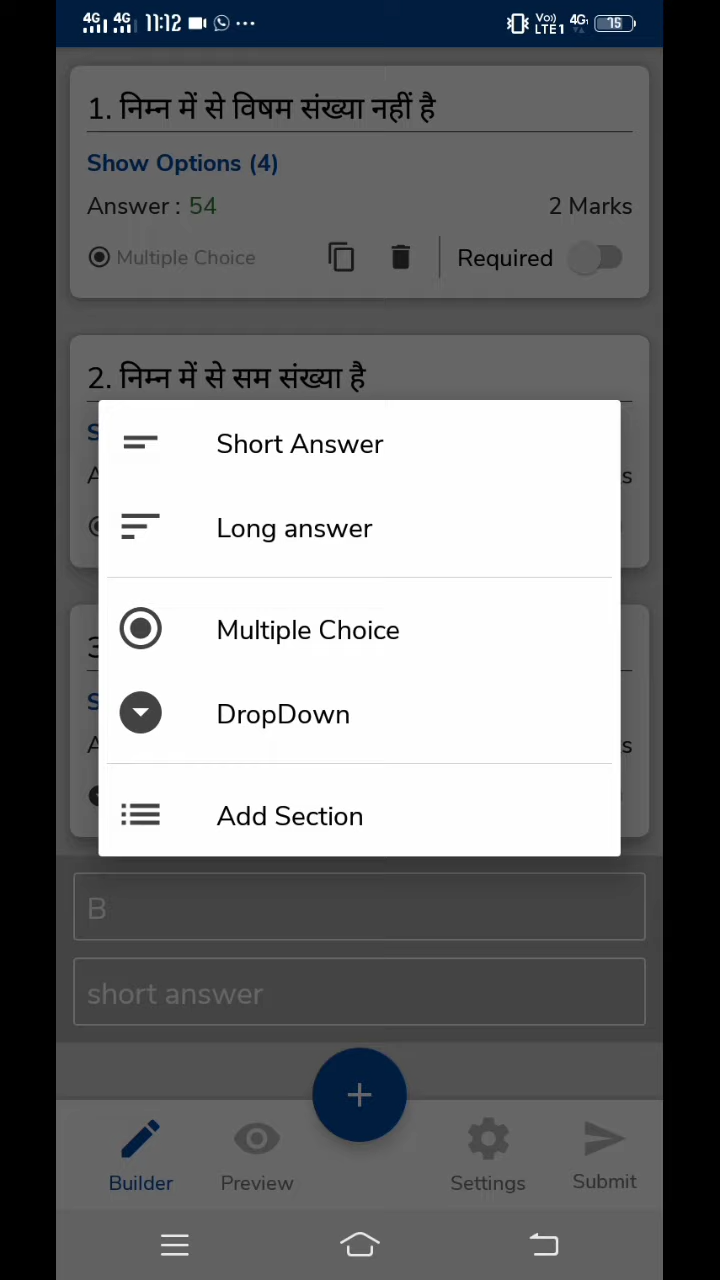 4G 4G 11:12 ... Vo) LTE1 4G 15
1. निम्न में से विषम संख्या नहीं है
Show Options (4)
Answer : 54 2 Marks
Multiple Choice Required
2. निम्न में से सम संख्या है
Short Answer
Long answer
Multiple Choice
DropDown
Add Section
B
short answer
+
Builder Preview Settings Submit